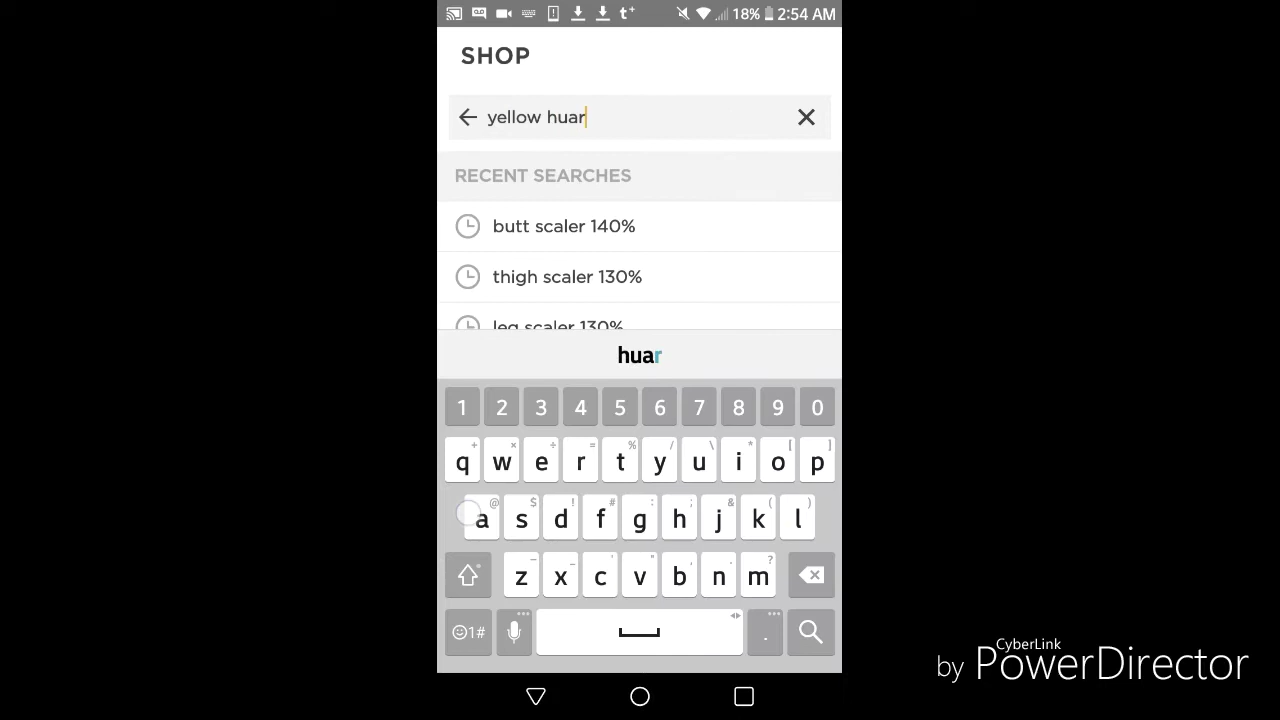 t+ 18% 2:54 AM
SHOP
yellow huar
RECENT SEARCHES
butt scaler 140%
thigh scaler 130%
leg scaler 130%
huar
1 2 3 4 5 6 7 8 9 0
q w e r t y u i o p
a s d f g h j k l
z x c v b n m
1# .
CyberLink
by PowerDirector